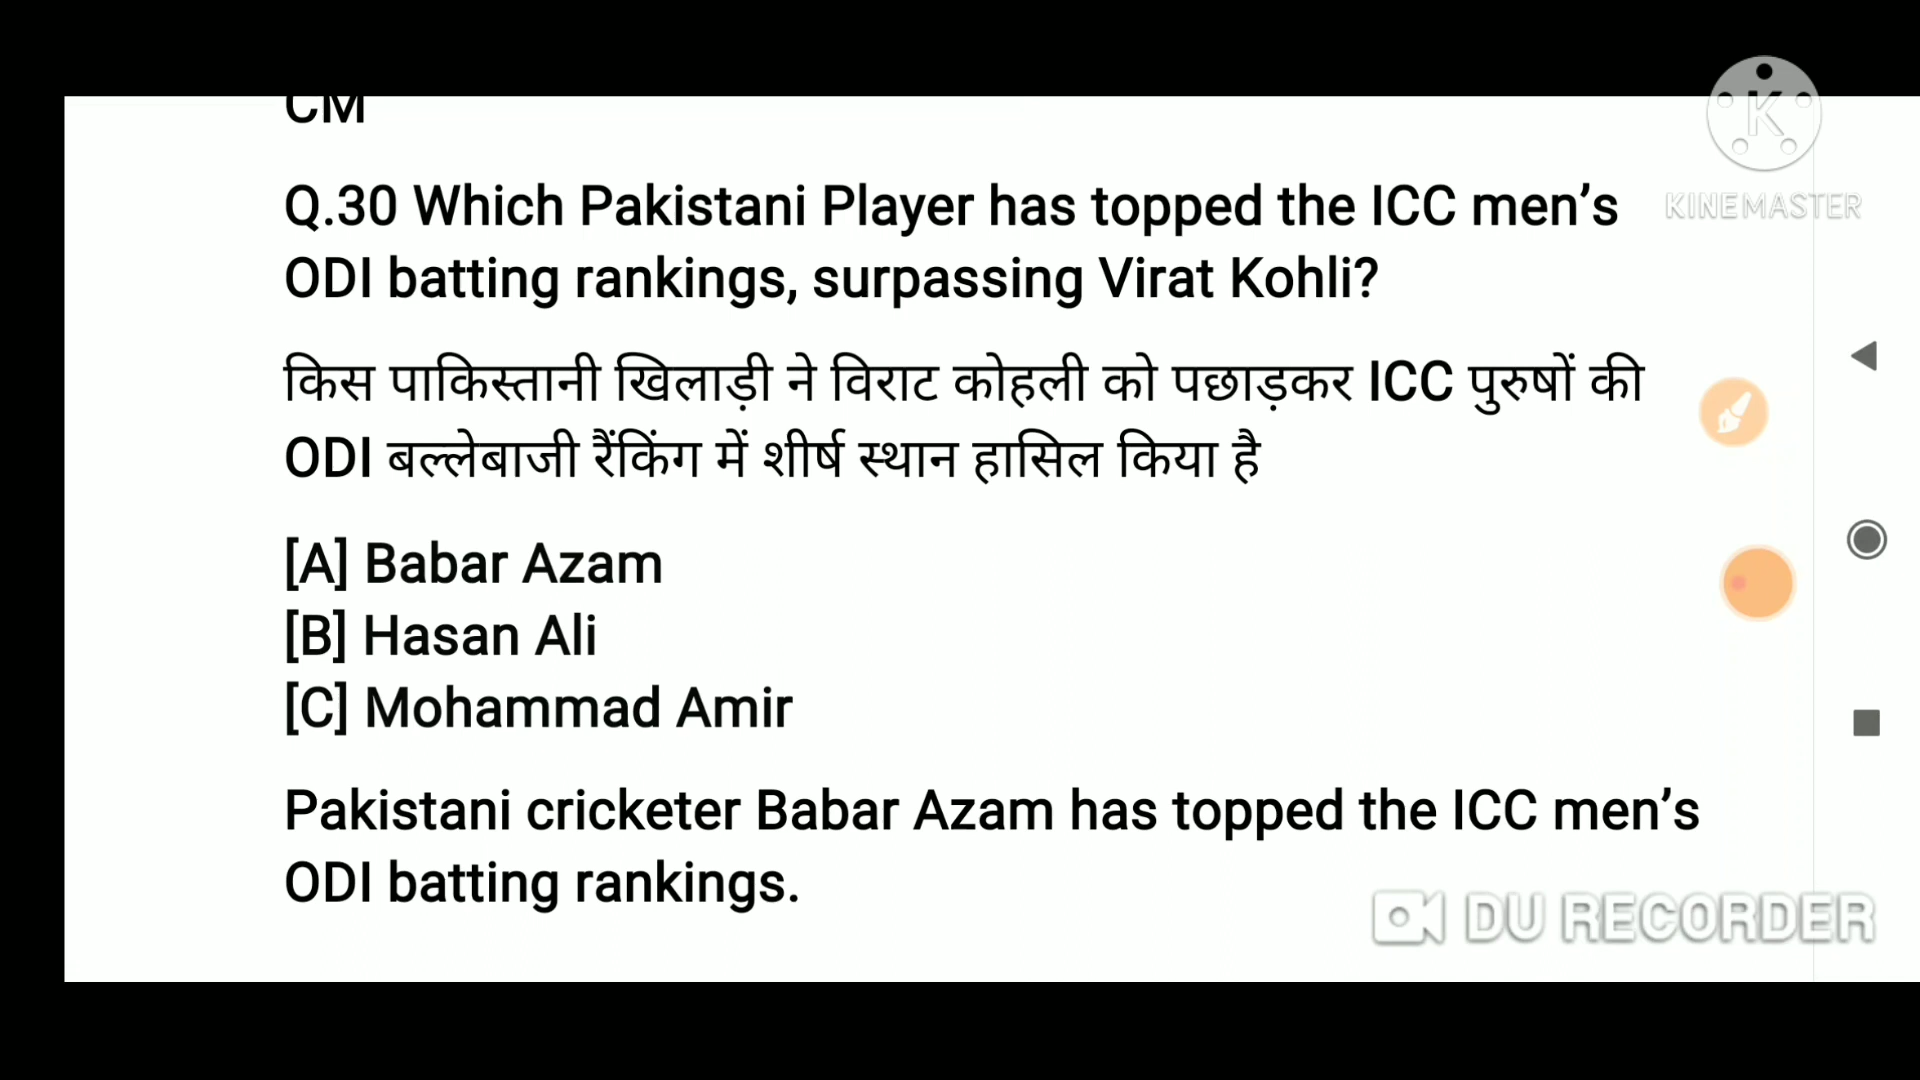 CM
K
KINEMASTER
Q.30 Which Pakistani Player has topped the ICC men’s
ODI batting rankings, surpassing Virat Kohli?
किस पाकिस्तानी खिलाड़ी ने विराट कोहली को पछाड़कर ICC पुरुषों की
ODI बल्लेबाजी रैंकिंग में शीर्ष स्थान हासिल किया है
[A] Babar Azam
[B] Hasan Ali
[C] Mohammad Amir
Pakistani cricketer Babar Azam has topped the ICC men’s
ODI batting rankings.
DU RECORDER